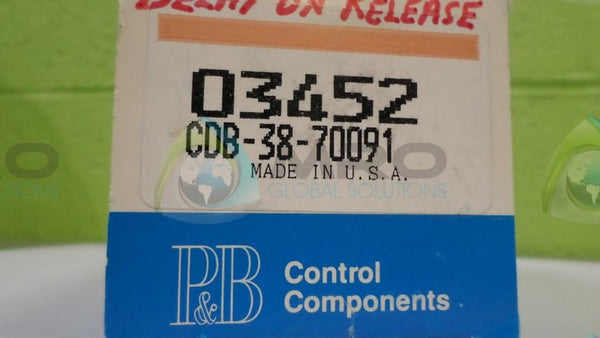 DELAY ON RELEASE
03452
CDB-38-70091
MADE IN U.S.A.
GLOBAL SOLUTIONS
P&B
Control
Components